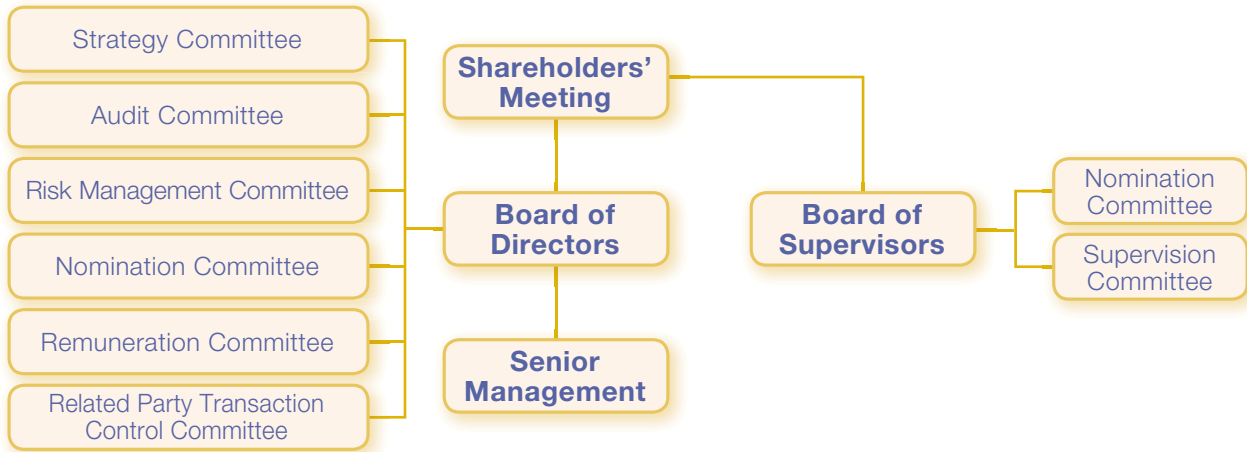 Strategy Committee
Audit Committee
Risk Management Committee
Nomination Committee
Remuneration Committee
Related Party Transaction
Control Committee
Shareholders’
Meeting
Board of
Directors
Senior
Management
Board of
Supervisors
Nomination
Committee
Supervision
Committee